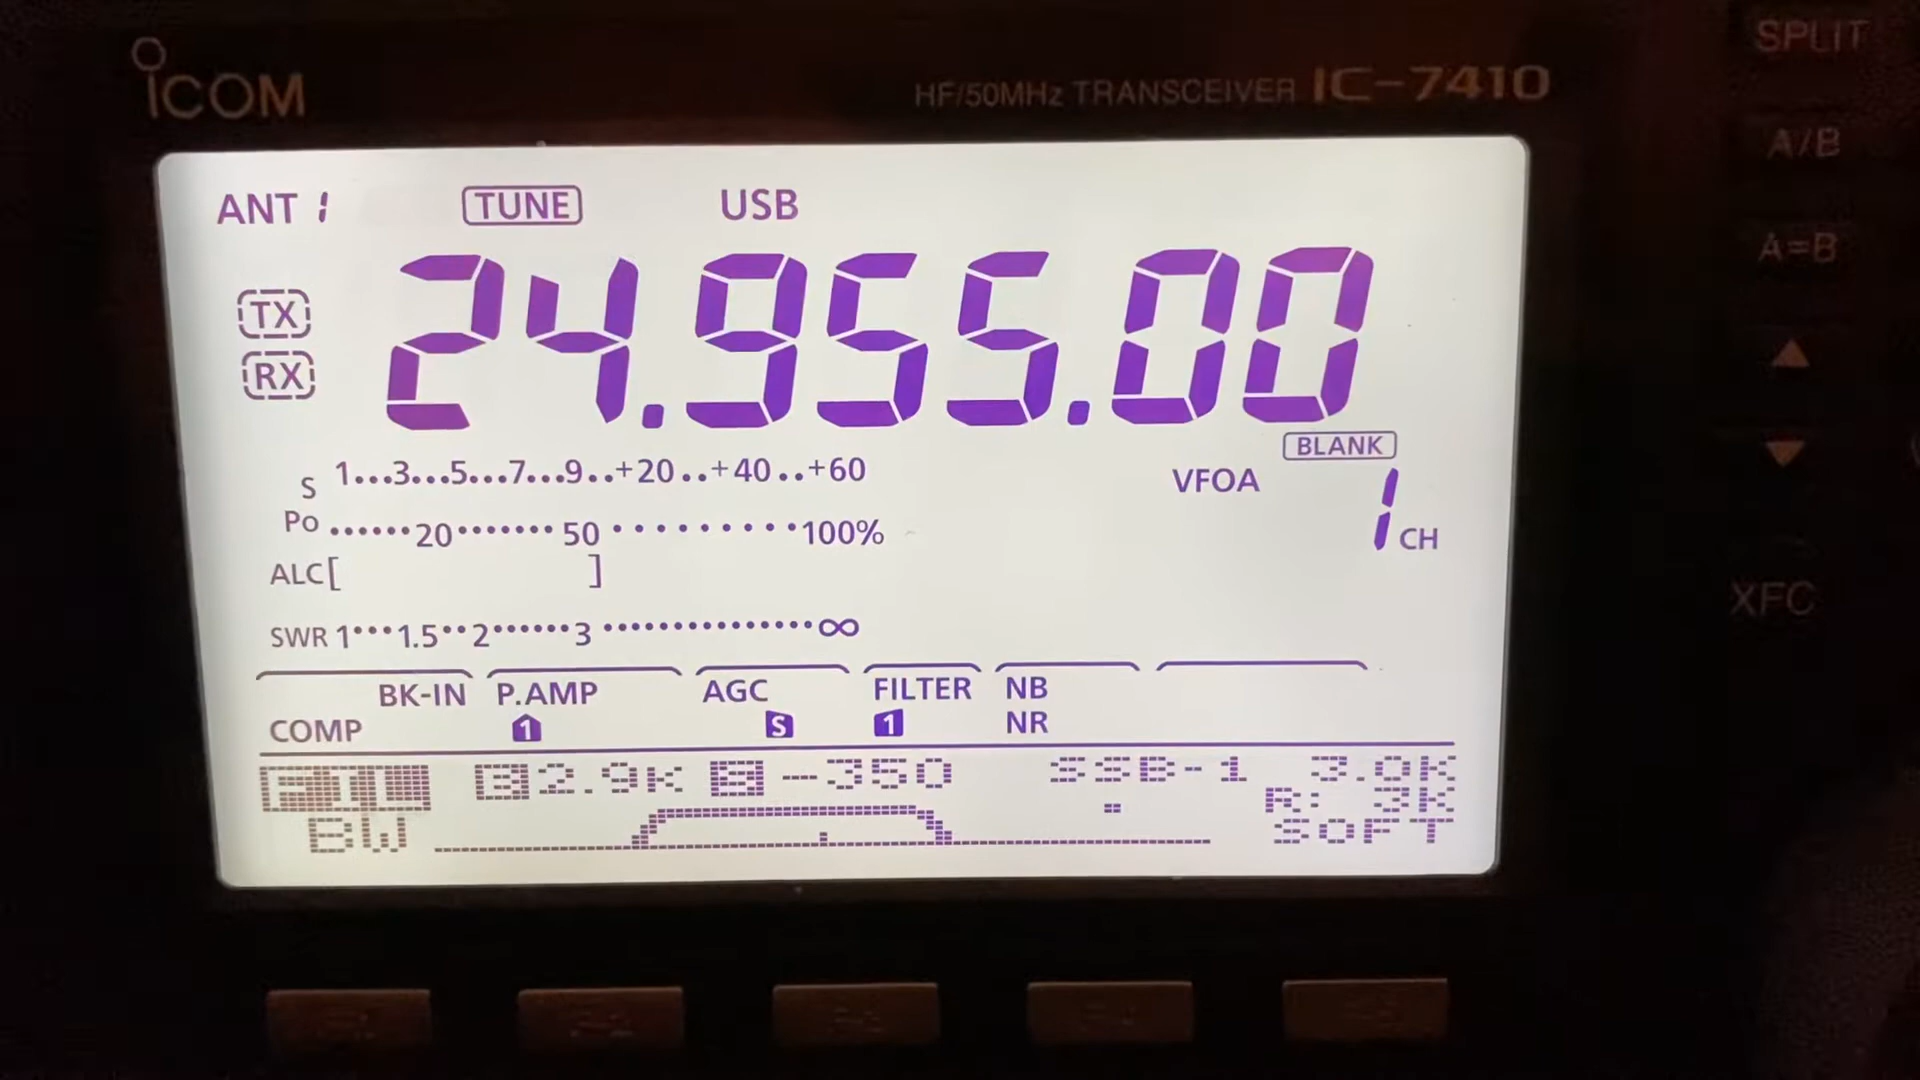 ICOM
HF/50MHz TRANSCEIVER IC-7410
SPLIT
A/B
A=B
XFC
ANT 1 TUNE USB
TX
RX
24.955.00
BLANK
VFOA 1 CH
S 1...3...5...7...9..+20..+40..+60
Po ......20.......50.........100%
ALC[ ]
SWR 1...1.5..2......3...............∞
BK-IN P.AMP AGC FILTER NB
COMP 1 S 1 NR
FIL B 2.9K S -350 SSB-1 3.0K
R: 3K
BW SOFT